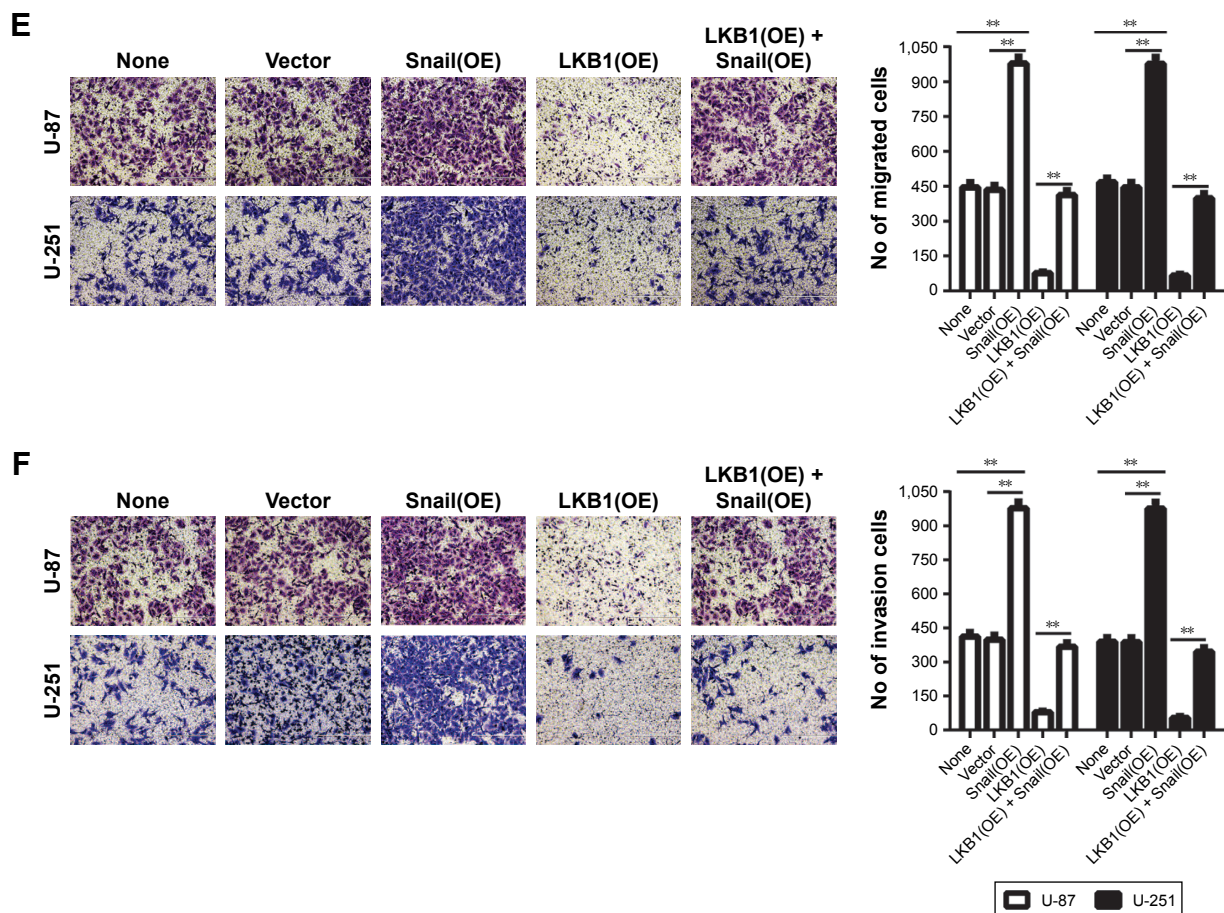 E
None
Vector
Snail(OE)
LKB1(OE)
LKB1(OE) +
Snail(OE)
U-87
U-251
No of migrated cells
1,050
900
750
600
450
300
150
0
**
**
**
**
**
**
None
Vector
Snail(OE)
LKB1(OE)
LKB1(OE) + Snail(OE)
None
Vector
Snail(OE)
LKB1(OE)
LKB1(OE) + Snail(OE)
F
None
Vector
Snail(OE)
LKB1(OE)
LKB1(OE) +
Snail(OE)
U-87
U-251
No of invasion cells
1,050
900
750
600
450
300
150
0
**
**
**
**
**
**
None
Vector
Snail(OE)
LKB1(OE)
LKB1(OE) + Snail(OE)
None
Vector
Snail(OE)
LKB1(OE)
LKB1(OE) + Snail(OE)
U-87
U-251